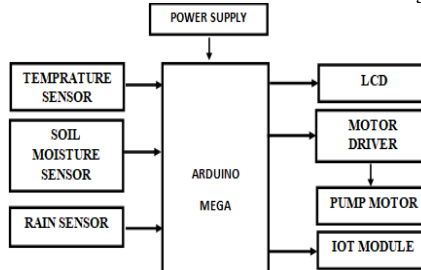 POWER SUPPLY
TEMPRATURE
SENSOR
SOIL
MOISTURE
SENSOR
RAIN SENSOR
ARDUINO
MEGA
LCD
MOTOR
DRIVER
PUMP MOTOR
IOT MODULE